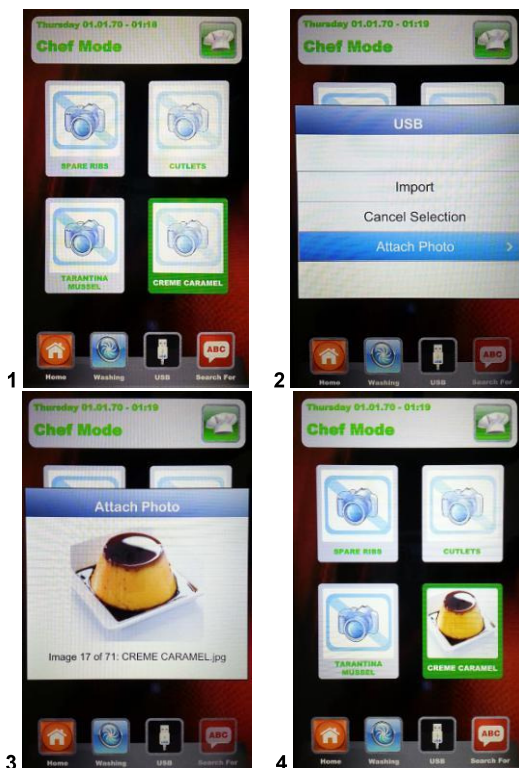 Thursday 01.01.70 - 01:18
Chef Mode
SPARE RIBS
CUTLETS
TARANTINA
MUSSEL
CREME CARAMEL
ABC
Home
Washing
USB
Search For
1
Thursday 01.01.70 - 01:19
Chef Mode
USB
Import
Cancel Selection
Attach Photo
ABC
Home
Washing
USB
Search For
2
Thursday 01.01.70 - 01:19
Chef Mode
Attach Photo
Image 17 of 71: CREME CARAMEL.jpg
ABC
Home
Washing
USB
Search For
3
Thursday 01.01.70 - 01:19
Chef Mode
SPARE RIBS
CUTLETS
TARANTINA
MUSSEL
CREME CARAMEL
ABC
Home
Washing
USB
Search For
4